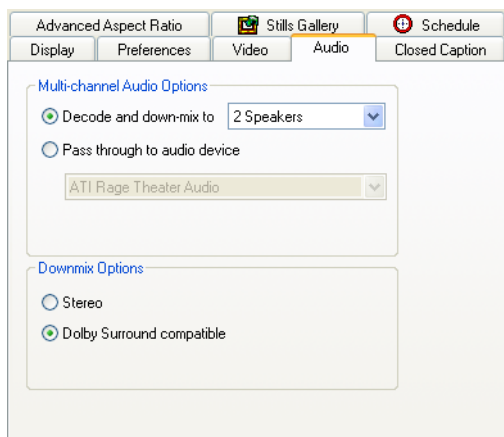 Advanced Aspect Ratio Stills Gallery Schedule
Display Preferences Video Audio Closed Caption
Multi-channel Audio Options
Decode and down-mix to 2 Speakers
Pass through to audio device
ATI Rage Theater Audio
Downmix Options
Stereo
Dolby Surround compatible